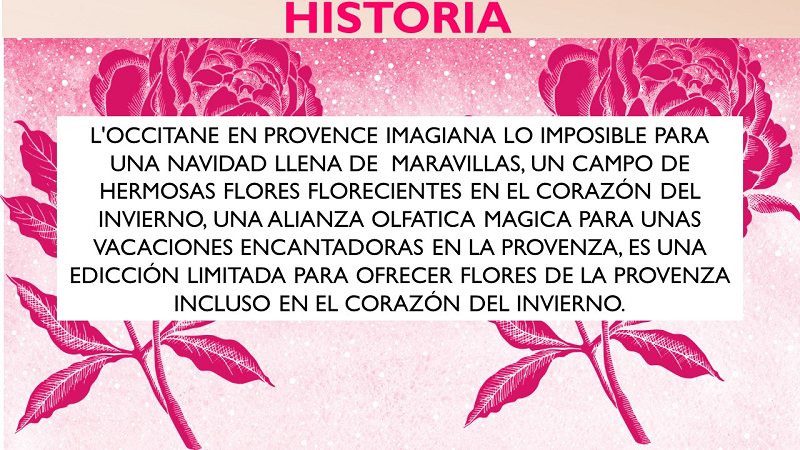 HISTORIA
L'OCCITANE EN PROVENCE IMAGIANA LO IMPOSIBLE PARA
UNA NAVIDAD LLENA DE MARAVILLAS, UN CAMPO DE
HERMOSAS FLORES FLORECIENTES EN EL CORAZÓN DEL
INVIERNO, UNA ALIANZA OLFATICA MAGICA PARA UNAS
VACACIONES ENCANTADORAS EN LA PROVENZA, ES UNA
EDICCIÓN LIMITADA PARA OFRECER FLORES DE LA PROVENZA
INCLUSO EN EL CORAZÓN DEL INVIERNO.